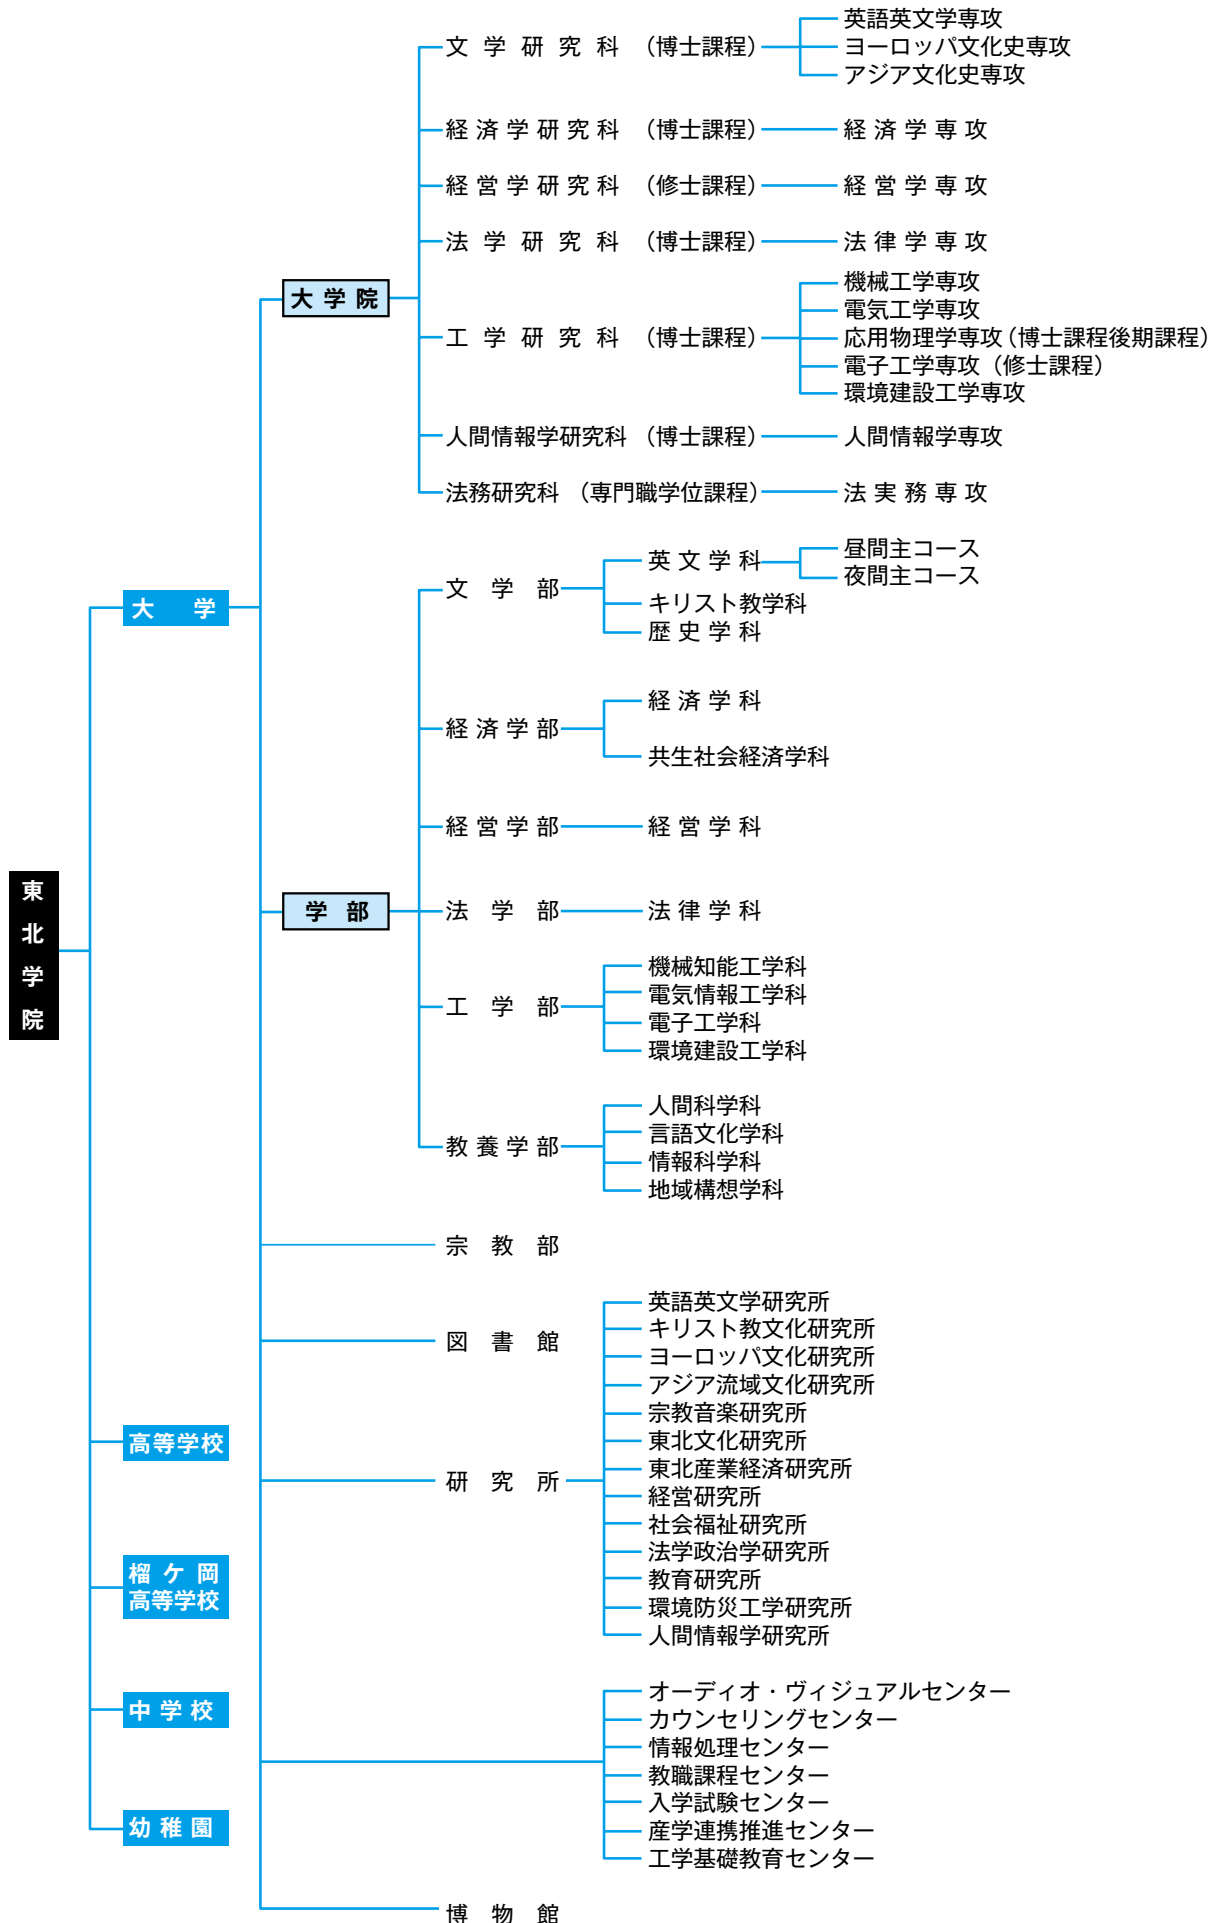 東北学院
大学
大学院
文学研究科（博士課程）
英語英文学専攻
ヨーロッパ文化史専攻
アジア文化史専攻
経済学研究科（博士課程）
経済学専攻
経営学研究科（修士課程）
経営学専攻
法学研究科（博士課程）
法律学専攻
工学研究科（博士課程）
機械工学専攻
電気工学専攻
応用物理学専攻（博士課程後期課程）
電子工学専攻（修士課程）
環境建設工学専攻
人間情報学研究科（博士課程）
人間情報学専攻
法務研究科（専門職学位課程）
法実務専攻
学部
文学部
英文学科
昼間主コース
夜間主コース
キリスト教学科
歴史学科
経済学部
経済学科
共生社会経済学科
経営学部
経営学科
法学部
法律学科
工学部
機械知能工学科
電気情報工学科
電子工学科
環境建設工学科
教養学部
人間科学科
言語文化学科
情報科学科
地域構想学科
宗教部
図書館
研究所
英語英文学研究所
キリスト教文化研究所
ヨーロッパ文化研究所
アジア流域文化研究所
宗教音楽研究所
東北文化研究所
東北産業経済研究所
経営研究所
社会福祉研究所
法学政治学研究所
教育研究所
環境防災工学研究所
人間情報学研究所
オーディオ・ヴィジュアルセンター
カウンセリングセンター
情報処理センター
教職課程センター
入学試験センター
産学連携推進センター
工学基礎教育センター
博物館
高等学校
榴ケ岡
高等学校
中学校
幼稚園